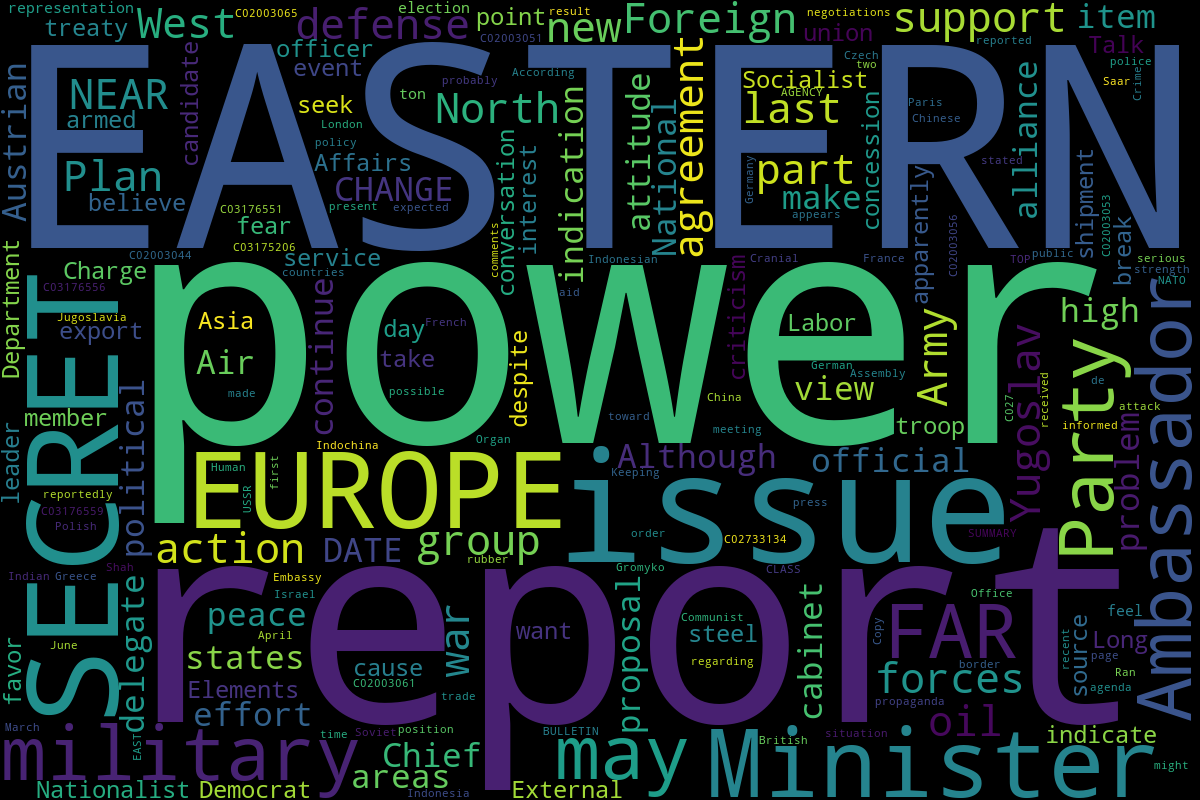 representation
C02003065
election
result
negotiations
treaty
West
defense
point
new
Foreign
support
item
C02003051
union
reported
Talk
officer
event
candidate
probably
According
Czech
two
police
Crime
Saar
EASTERN
NEAR
armed
Austrian
seek
ton
North
indication
attitude
National
agreement
Socialist
AGENCY
last
Paris
Chinese
concession
alliance
London
policy
Affairs
CHANGE
Plan
believe
C03176551
present
expected
fear
conversation
interest
Germany
part
make
appears
stated
apparently
shipment
C02003053
break
C03175206
service
comments
C02003044
Indonesian
Cranial
France
C02003056
TOP
public
serious
strength
NATO
Department
Charge
countries
aid
criticism
C03176556
Jugoslavia
export
Asia
continue
day
French
take
despite
power
Labor
high
Air
made
possible
German
Assembly
view
Army
Yugoslav
C027
received
de
Party
Ambassador
SECRET
member
political
China
toward
meeting
troop
attack
informed
leader
Indochina
Organ
Although
official
problem
Human
USSR
first
EUROPE
Keeping
issue
reportedly
C03176559
Polish
press
order
C02733134
SUMMARY
action
DATE
group
rubber
Indian
Greece
Shah
Embassy
Gromyko
CLASS
Israel
Office
delegate
peace
April
war
want
proposal
Communist
steel
cabinet
Copy
FAR
feel
source
recent
Long
June
states
regarding
page
favor
cause
C02003061
border
Ran
report
Elements
trade
forces
agenda
effort
propaganda
March
EAST
time
Soviet
position
BULLETIN
British
situation
oil
indicate
military
Chief
may
Minister
areas
might
Nationalist
Democrat
Indonesia
External